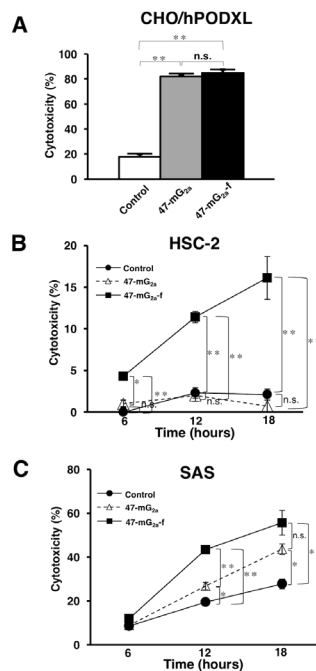 A
CHO/hPODXL
Cytotoxicity (%)
100
80
60
40
20
0
**
**
n.s.
Control
47-mG2a
47-mG2a-f
B
HSC-2
Cytotoxicity (%)
20
15
10
5
0
Control
47-mG2a
47-mG2a-f
*
**
n.s.
**
**
n.s.
**
n.s.
*
6
12
18
Time (hours)
C
SAS
Cytotoxicity (%)
80
60
40
20
0
Control
47-mG2a
47-mG2a-f
**
*
**
n.s.
*
*
6
12
18
Time (hours)